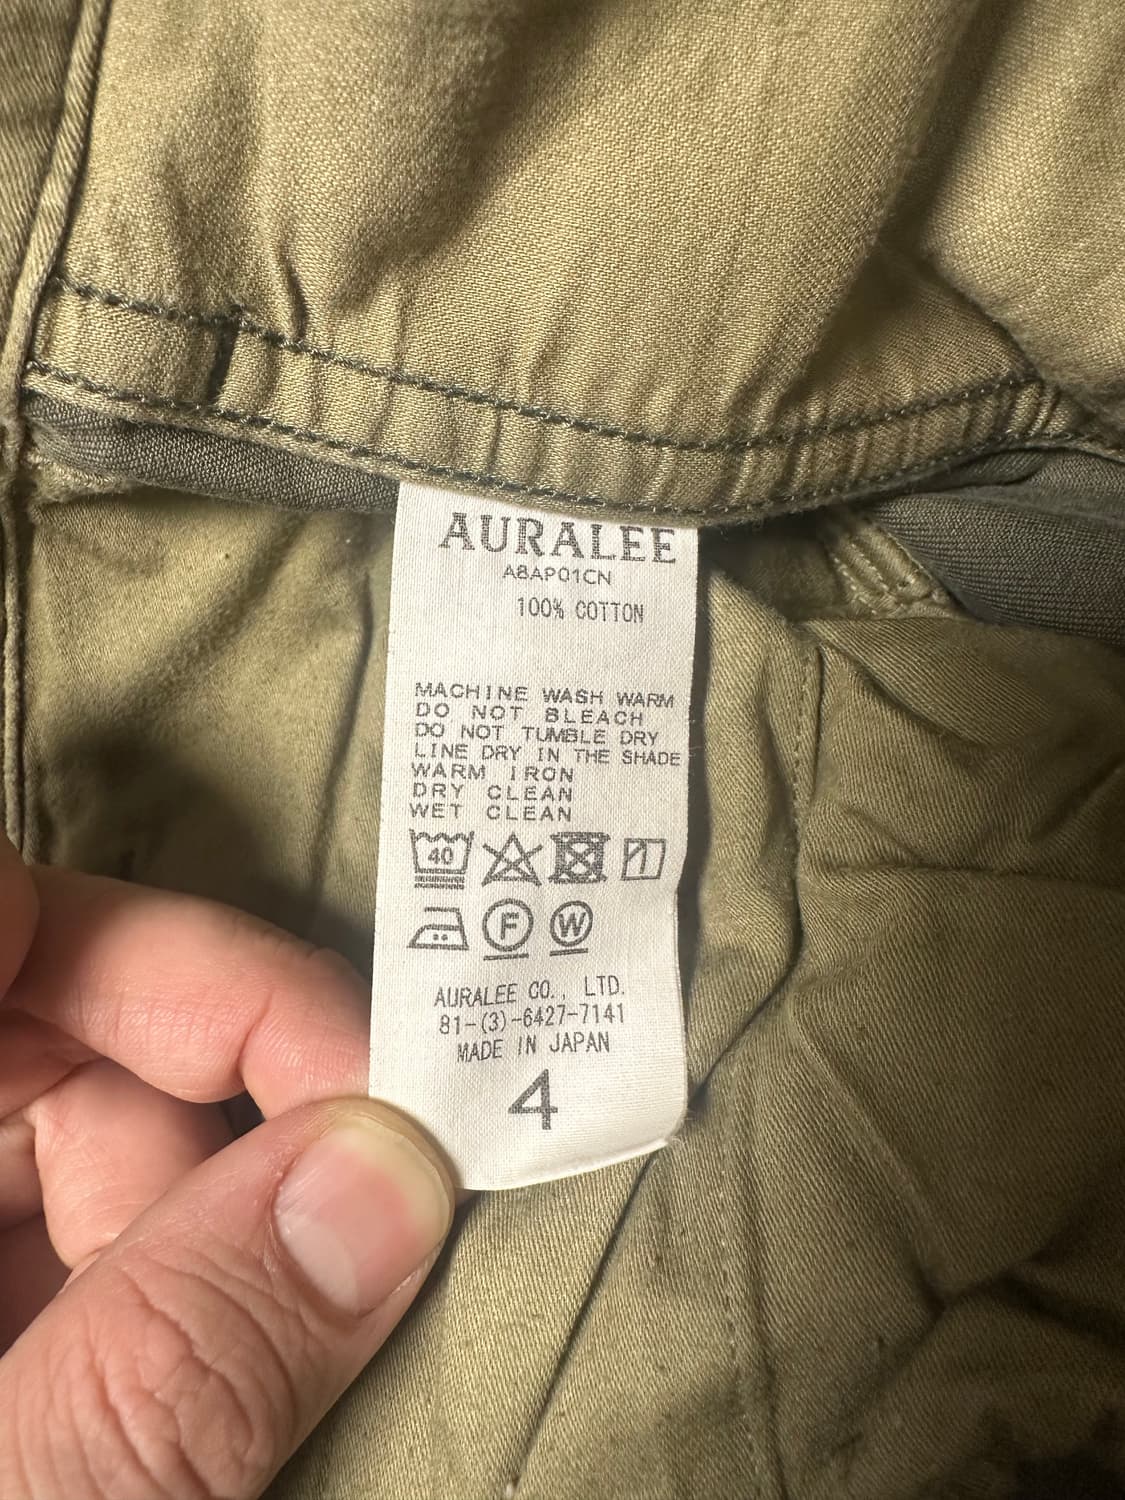 AURALEE
A8AP01CN
100% COTTON
MACHINE WASH WARM
DO NOT BLEACH
DO NOT TUMBLE DRY
LINE DRY IN THE SHADE
WARM IRON
DRY CLEAN
WET CLEAN
40
F W
AURALEE CO., LTD.
81-(3)-6427-7141
MADE IN JAPAN
4